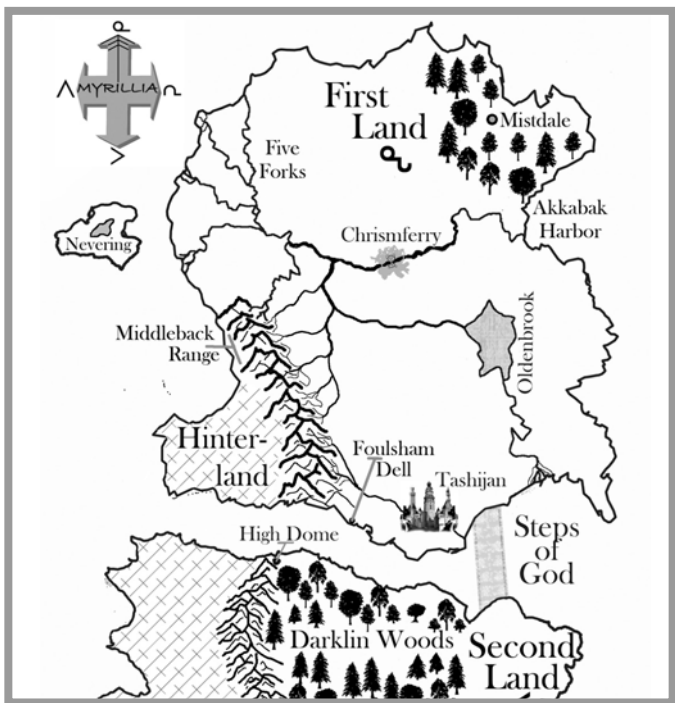 MYRILLIA
First
Land
Mistdale
Five
Forks
Akkabak
Harbor
Chrismferry
Nevering
Oldenbrook
Middleback
Range
Hinter-
land
Foulsham
Dell
Tashijan
Steps
of
God
High Dome
Darklin Woods
Second
Land